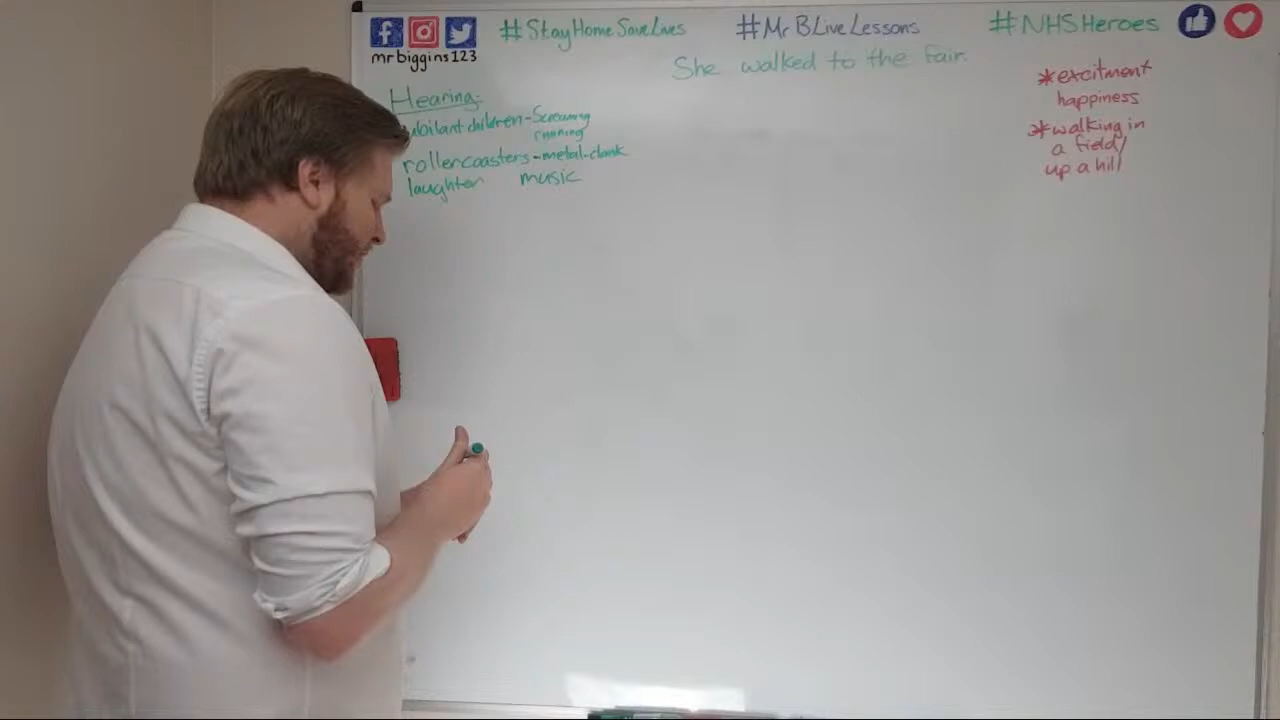 #StayHomeSaveLives #MrBLiveLessons #NHSHeroes
mrbiggins123
She walked to the fair.
Hearing:
ubilant children - Screaming
running
rollercoasters - metal - clank
laughter music
*excitment
happiness
*walking in
a field/
up a hill